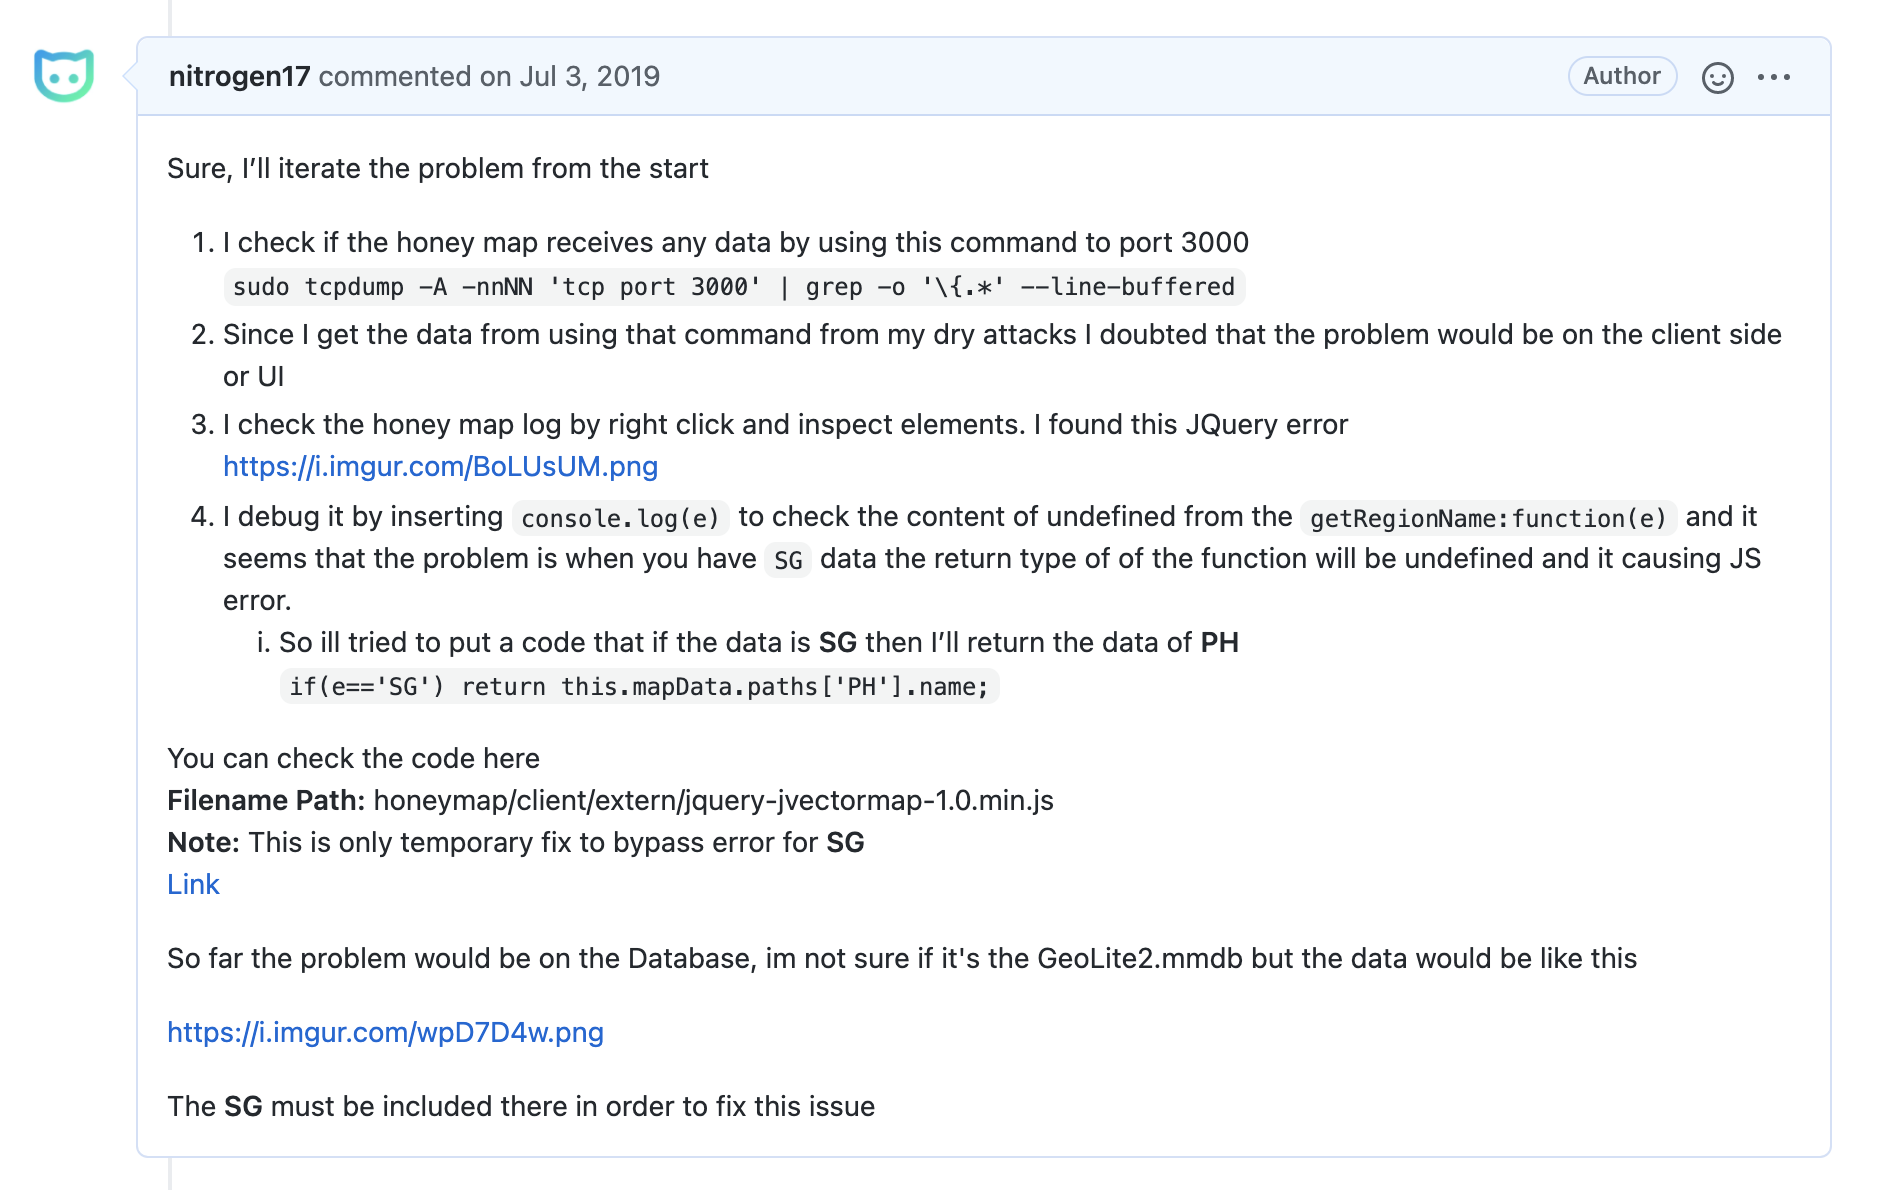 nitrogen17 commented on Jul 3, 2019
Author
Sure, I’ll iterate the problem from the start
1. I check if the honey map receives any data by using this command to port 3000
sudo tcpdump -A -nnNN 'tcp port 3000' | grep -o '\{.*' --line-buffered
2. Since I get the data from using that command from my dry attacks I doubted that the problem would be on the client side
or UI
3. I check the honey map log by right click and inspect elements. I found this JQuery error
https://i.imgur.com/BoLUsUM.png
4. I debug it by inserting console.log(e) to check the content of undefined from the getRegionName:function(e) and it
seems that the problem is when you have SG data the return type of of the function will be undefined and it causing JS
error.
i. So ill tried to put a code that if the data is SG then I’ll return the data of PH
if(e=='SG') return this.mapData.paths['PH'].name;
You can check the code here
Filename Path: honeymap/client/extern/jquery-jvectormap-1.0.min.js
Note: This is only temporary fix to bypass error for SG
Link
So far the problem would be on the Database, im not sure if it's the GeoLite2.mmdb but the data would be like this
https://i.imgur.com/wpD7D4w.png
The SG must be included there in order to fix this issue